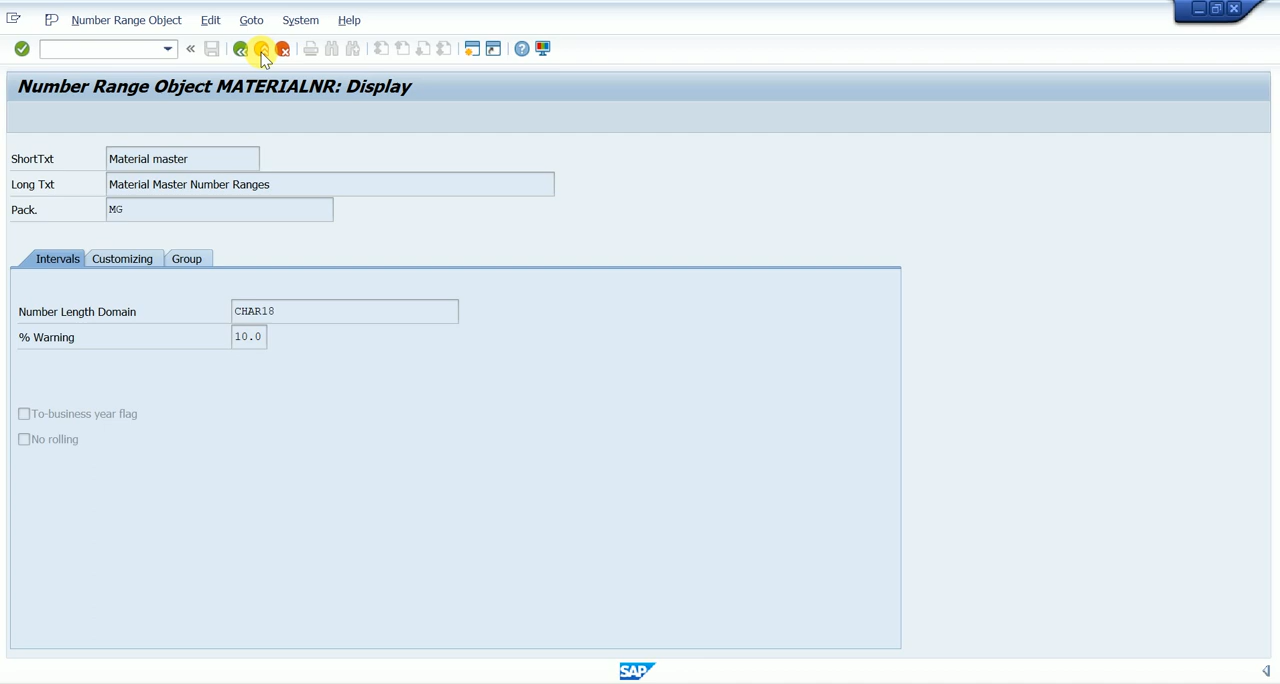 Number Range Object Edit Goto System Help
Number Range Object MATERIALNR: Display
ShortTxt Material master
Long Txt Material Master Number Ranges
Pack. MG
Intervals Customizing Group
Number Length Domain CHAR18
% Warning 10.0
To-business year flag
No rolling
SAP